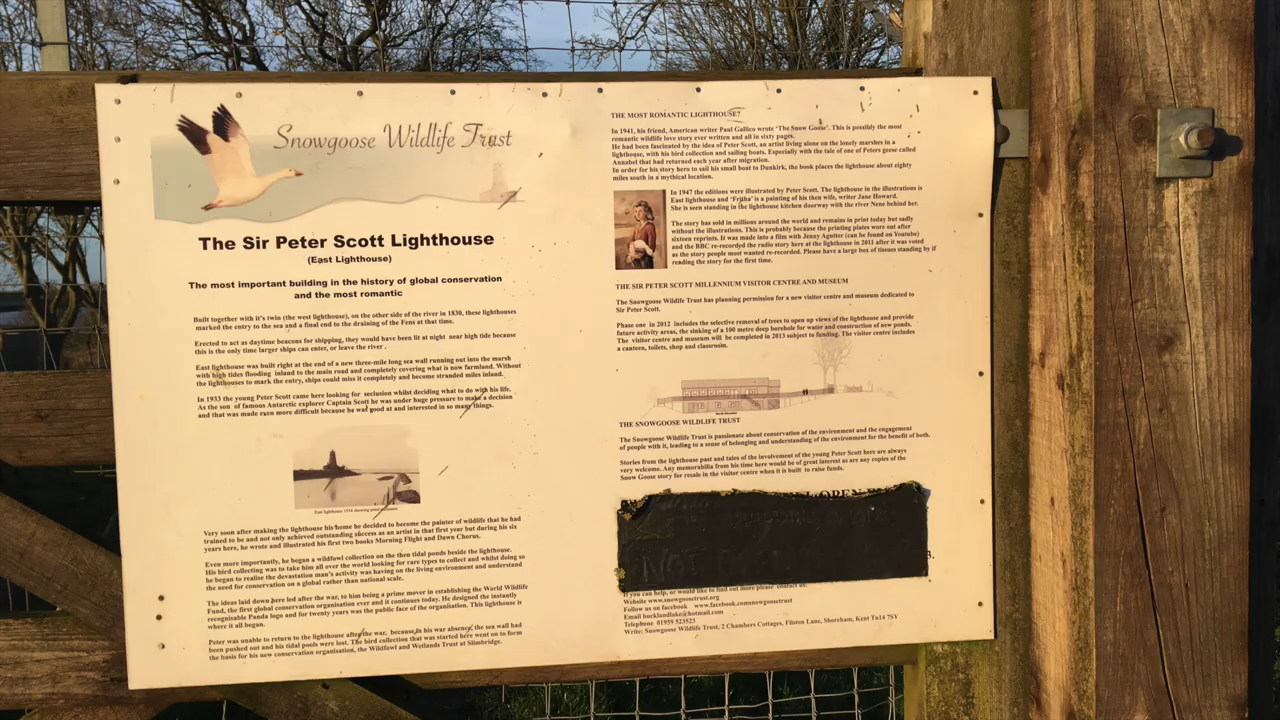 Snowgoose Wildlife Trust
The Sir Peter Scott Lighthouse
(East Lighthouse)
The most important building in the history of global conservation
and the most romantic
Built together with it's twin (the west lighthouse), on the other side of the river in 1830, these lighthouses
marked the entry to the sea and a final end to the draining of the Fens at that time.
Erected to act as daytime beacons for shipping, they would have been lit at night near high tide because
this is the only time larger ships can enter, or leave the river .
East lighthouse was built right at the end of a new three-mile long sea wall running out into the marsh
with high tides flooding inland to the main road and completely covering what is now farmland. Without
the lighthouses to mark the entry, ships could miss it completely and become stranded miles inland.
In 1933 the young Peter Scott came here looking for seclusion whilst deciding what to do with his life.
As the son of famous Antarctic explorer Captain Scott he was under huge pressure to make a decision
and that was made even more difficult because he was good at and interested in so many things.
East lighthouse 1934 showing pond
Very soon after making the lighthouse his home he decided to become the painter of wildlife that he had
trained to be and not only achieved outstanding success as an artist in that first year but during his six
years here, he wrote and illustrated his first two books Morning Flight and Dawn Chorus.
Even more importantly, he began a wildfowl collection on the then tidal ponds beside the lighthouse.
His bird collecting was to take him all over the world looking for rare types to collect and whilst doing so
he began to realise the devastation man's activity was having on the living environment and understand
the need for conservation on a global rather than national scale.
The ideas laid down here led after the war, to him being a prime mover in establishing the World Wildlife
Fund, the first global conservation organisation ever and it continues today. He designed the instantly
recognisable Panda logo and for twenty years was the public face of the organisation. This lighthouse is
where it all began.
Peter was unable to return to the lighthouse after the war, because in his war absence, the sea wall had
been pushed out and his tidal pools were lost. The bird collection that was started here went on to form
the basis for his new conservation organisation, the Wildfowl and Wetlands Trust at Slimbridge.
THE MOST ROMANTIC LIGHTHOUSE?
In 1941, his friend, American writer Paul Gallico wrote 'The Snow Goose'. This is possibly the most
romantic wildlife love story ever written and all in sixty pages.
He had been fascinated by the idea of Peter Scott, an artist living alone on the lonely marshes in a
lighthouse, with his bird collection and sailing boats. Especially with the tale of one of Peters geese called
Annabel that had returned each year after migration.
In order for his story hero to sail his small boat to Dunkirk, the book places the lighthouse about eighty
miles south in a mythical location.
In 1947 the editions were illustrated by Peter Scott. The lighthouse in the illustrations is
East lighthouse and 'Fritha' is a painting of his then wife, writer Jane Howard.
She is seen standing in the lighthouse kitchen doorway with the river Nene behind her.
The story has sold in millions around the world and remains in print today but sadly
without the illustrations. This is probably because the printing plates wore out after
sixteen reprints. It was made into a film with Jenny Agutter (can be found on Youtube)
and the BBC re-recorded the radio story here at the lighthouse in 2011 after it was voted
as the story people most wanted re-recorded. Please have a large box of tissues standing by if
reading the story for the first time.
THE SIR PETER SCOTT MILLENNIUM VISITOR CENTRE AND MUSEUM
The Snowgoose Wildlife Trust has planning permission for a new visitor centre and museum dedicated to
Sir Peter Scott.
Phase one in 2012 includes the selective removal of trees to open up views of the lighthouse and provide
future activity areas, the sinking of a 100 metre deep borehole for water and construction of new ponds.
The visitor centre and museum will be completed in 2013 subject to funding. The visitor centre includes
a canteen, toilets, shop and classroom.
THE SNOWGOOSE WILDLIFE TRUST
The Snowgoose Wildlife Trust is passionate about conservation of the environment and the engagement
of people with it, leading to a sense of belonging and understanding of the environment for the benefit of both.
Stories from the lighthouse past and tales of the involvement of the young Peter Scott here are always
very welcome. Any memorabilia from his time here would be of great interest as are any copies of the
Snow Goose story for resale in the visitor centre when it is built to raise funds.
OPEN
3.
If you can help, or would like to find out more please contact us:
Website www.snowgoosetrust.org
Follow us on facebook www.facebook.comsnowgoosetrust
Email bucklandlake@hotmail.com
Telephone 01959 523523
Write: Snowgoose Wildlife Trust, 2 Chambers Cottages, Filston Lane, Shoreham, Kent Tn14 7SY